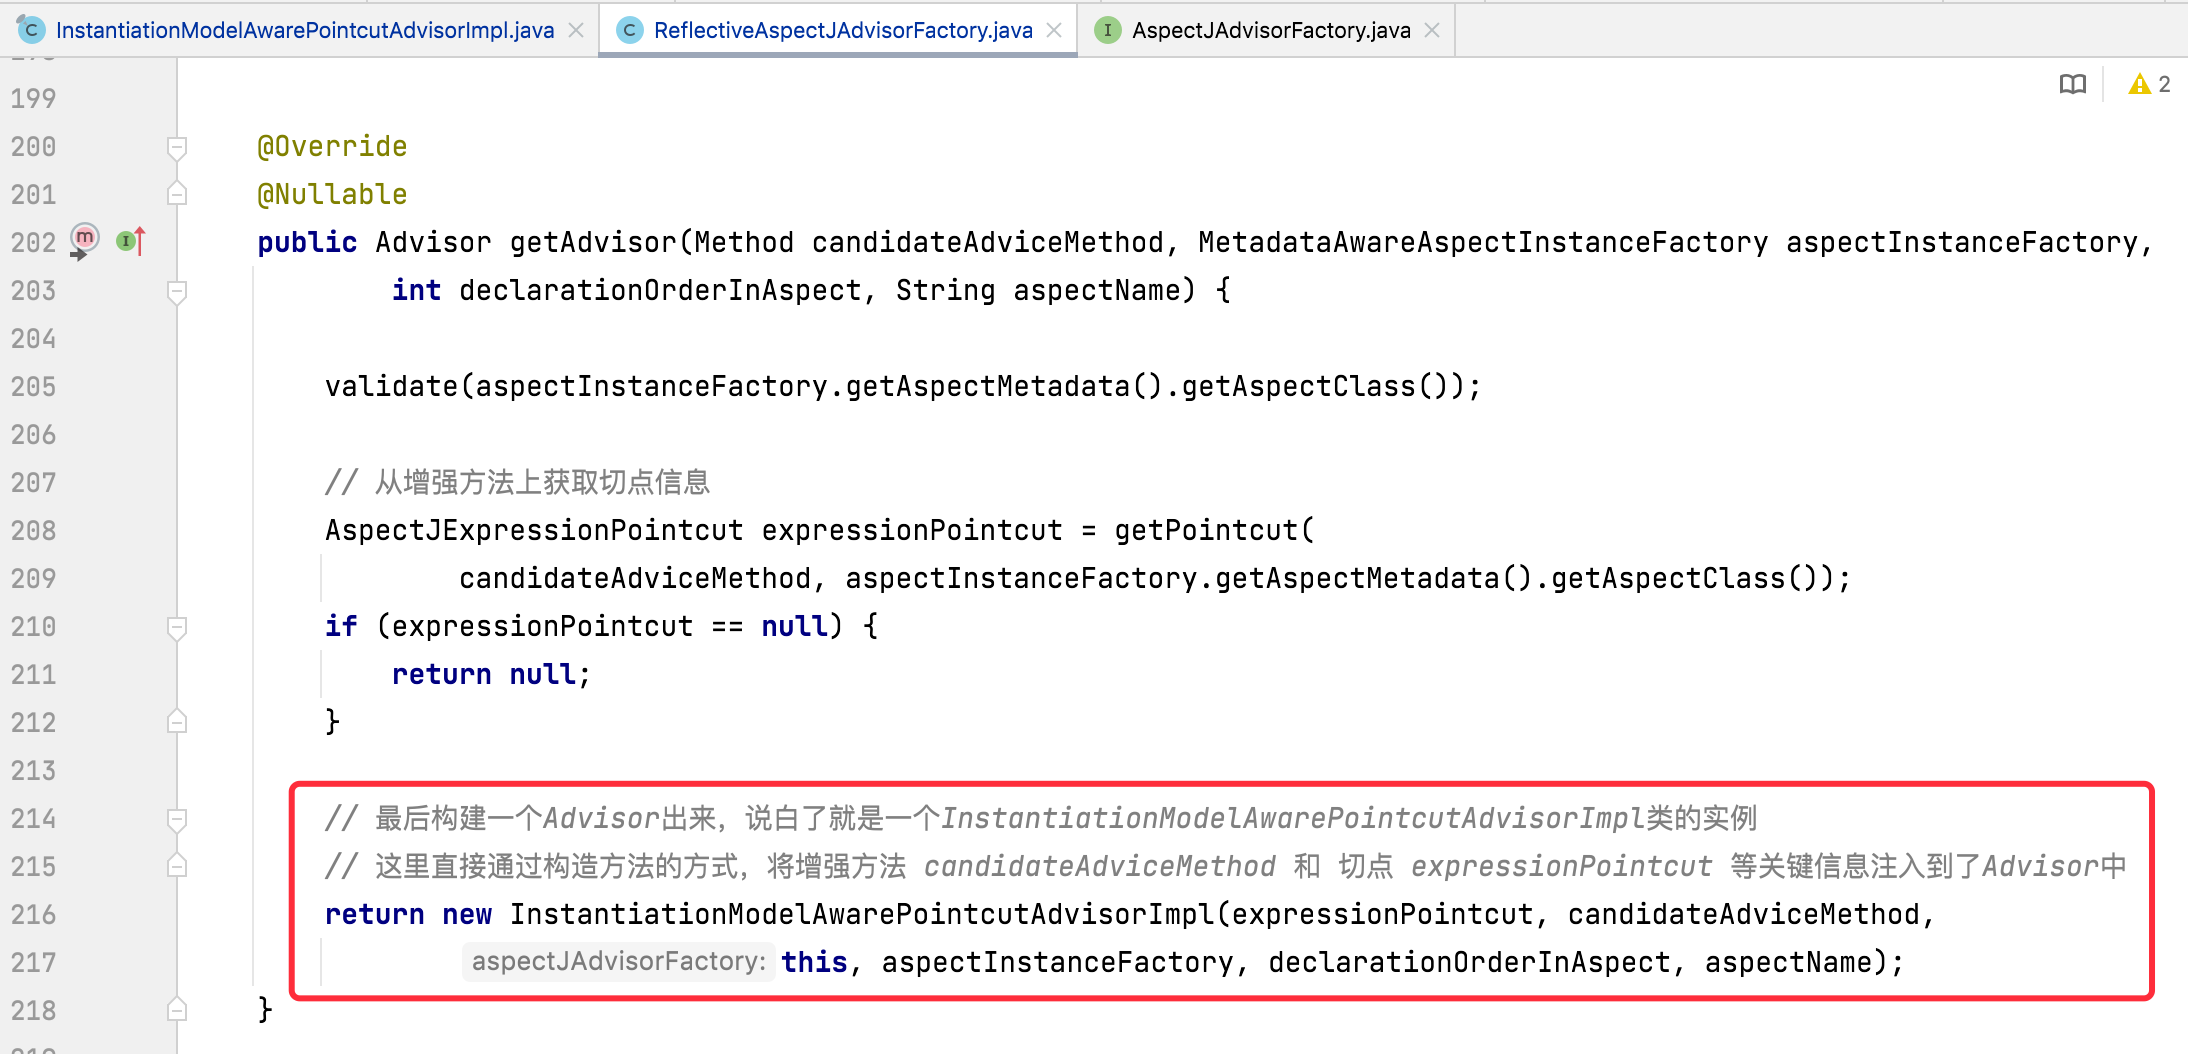 InstantiationModelAwarePointcutAdvisorImpl.java ReflectiveAspectJAdvisorFactory.java AspectJAdvisorFactory.java
2
199
200 @Override
201 @Nullable
202 public Advisor getAdvisor(Method candidateAdviceMethod, MetadataAwareAspectInstanceFactory aspectInstanceFactory,
203 int declarationOrderInAspect, String aspectName) {
204
205 validate(aspectInstanceFactory.getAspectMetadata().getAspectClass());
206
207 // 从增强方法上获取切点信息
208 AspectJExpressionPointcut expressionPointcut = getPointcut(
209 candidateAdviceMethod, aspectInstanceFactory.getAspectMetadata().getAspectClass());
210 if (expressionPointcut == null) {
211 return null;
212 }
213
214 // 最后构建一个Advisor出来，说白了就是一个InstantiationModelAwarePointcutAdvisorImpl类的实例
215 // 这里直接通过构造方法的方式，将增强方法 candidateAdviceMethod 和 切点 expressionPointcut 等关键信息注入到了Advisor中
216 return new InstantiationModelAwarePointcutAdvisorImpl(expressionPointcut, candidateAdviceMethod,
217 aspectJAdvisorFactory: this, aspectInstanceFactory, declarationOrderInAspect, aspectName);
218 }